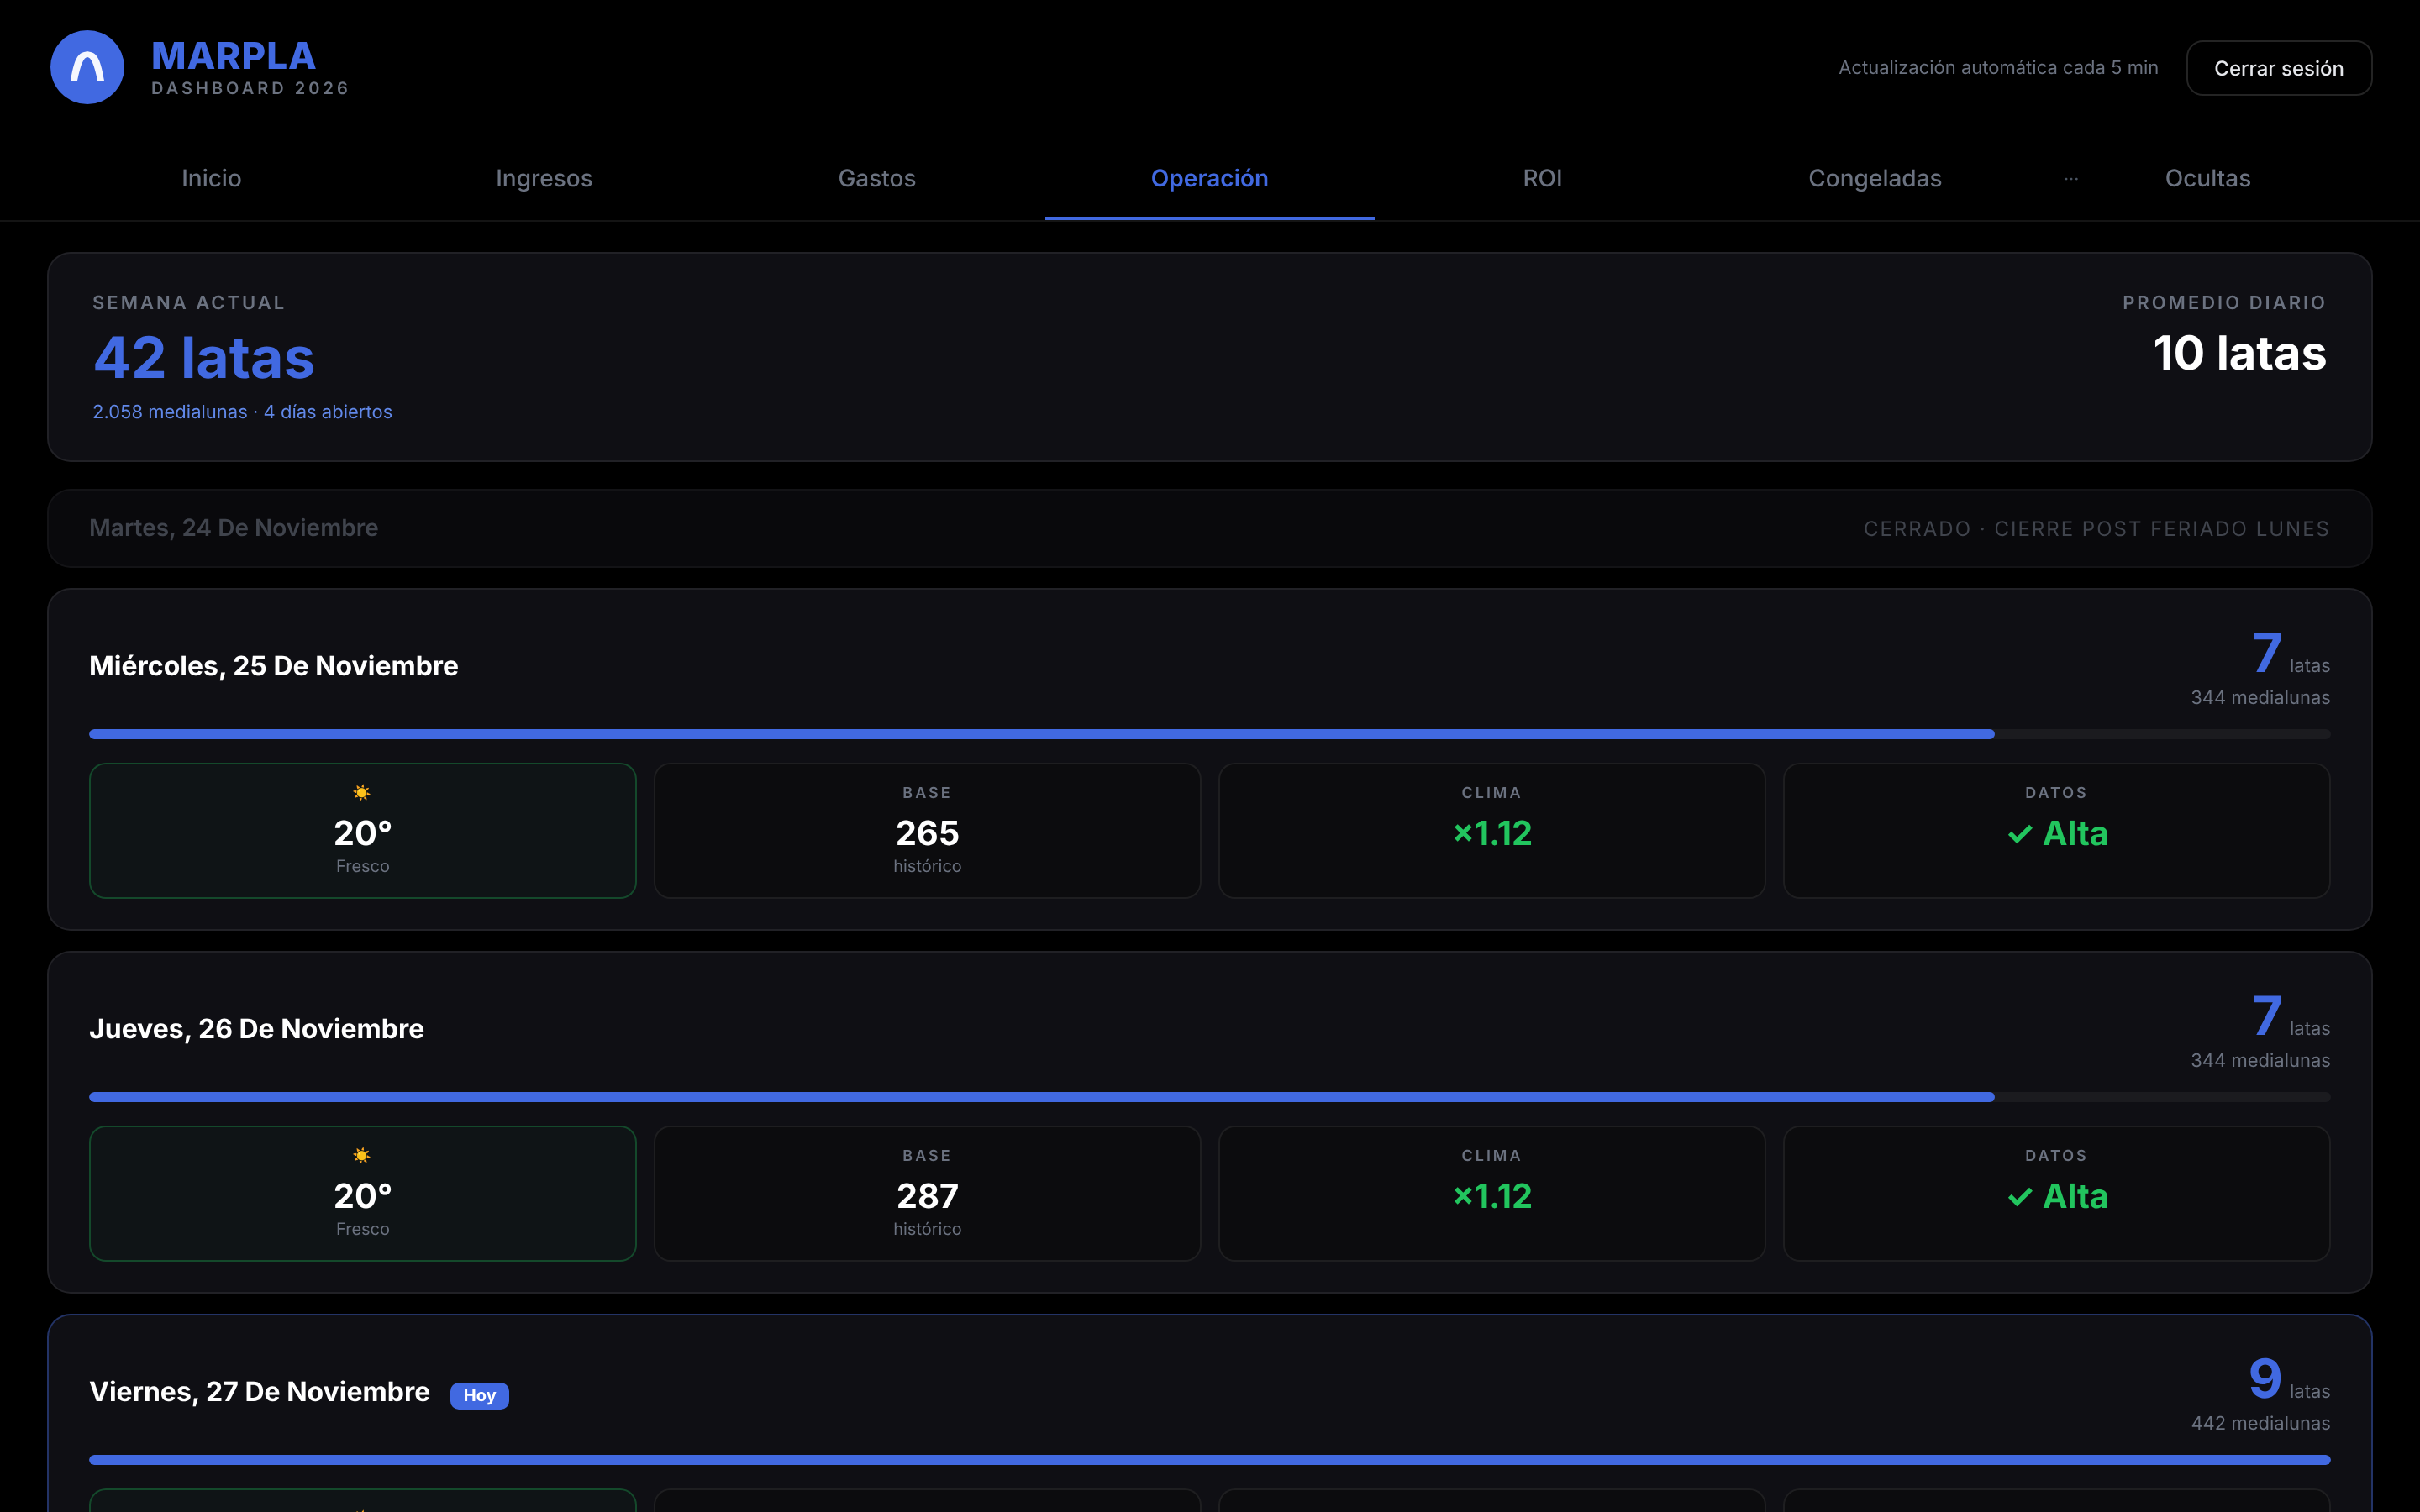 MARPLA
DASHBOARD 2026
Actualización automática cada 5 min
Cerrar sesión
Inicio
Ingresos
Gastos
Operación
ROI
Congeladas
...
Ocultas
SEMANA ACTUAL
42 latas
2.058 medialunas · 4 días abiertos
PROMEDIO DIARIO
10 latas
Martes, 24 De Noviembre
CERRADO · CIERRE POST FERIADO LUNES
Miércoles, 25 De Noviembre
7 latas
344 medialunas
20°
Fresco
BASE
265
histórico
CLIMA
×1.12
DATOS
✓ Alta
Jueves, 26 De Noviembre
7 latas
344 medialunas
20°
Fresco
BASE
287
histórico
CLIMA
×1.12
DATOS
✓ Alta
Viernes, 27 De Noviembre Hoy
9 latas
442 medialunas